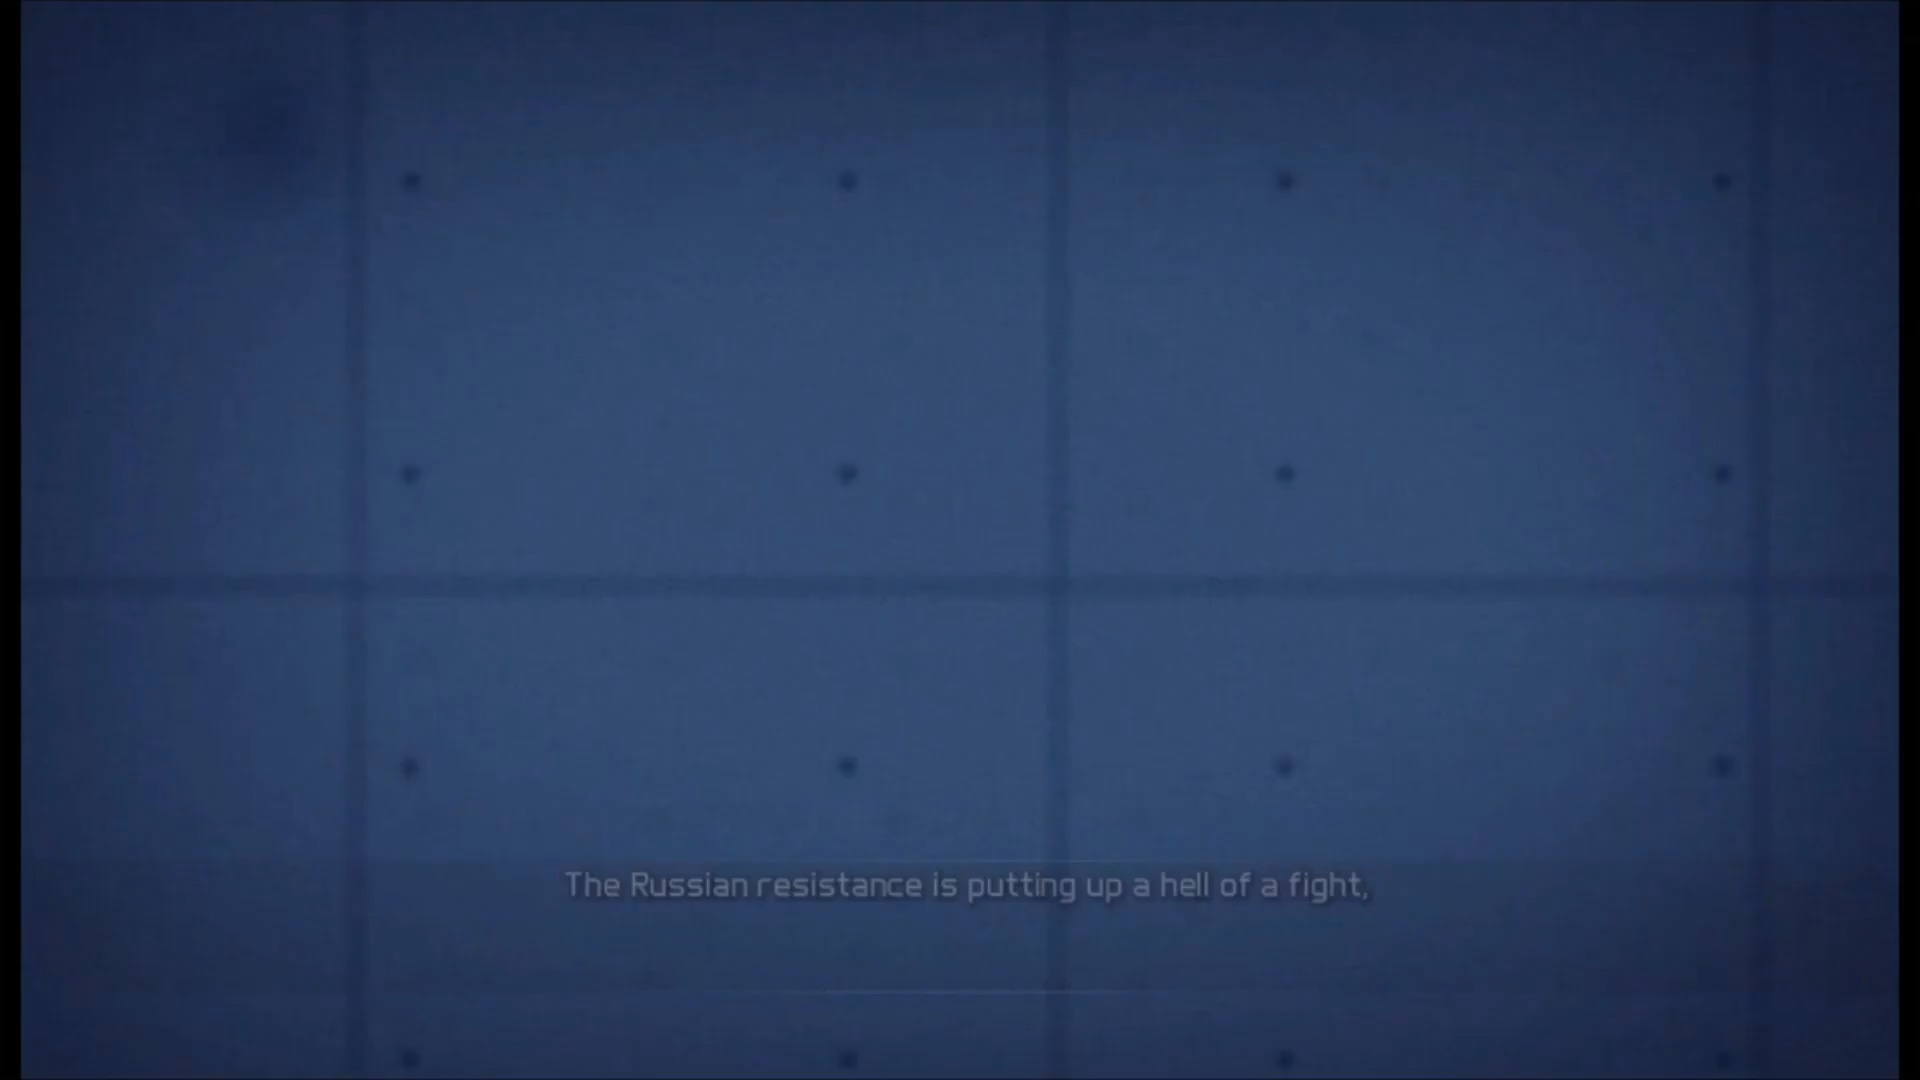 The Russian resistance is putting up a hell of a fight,